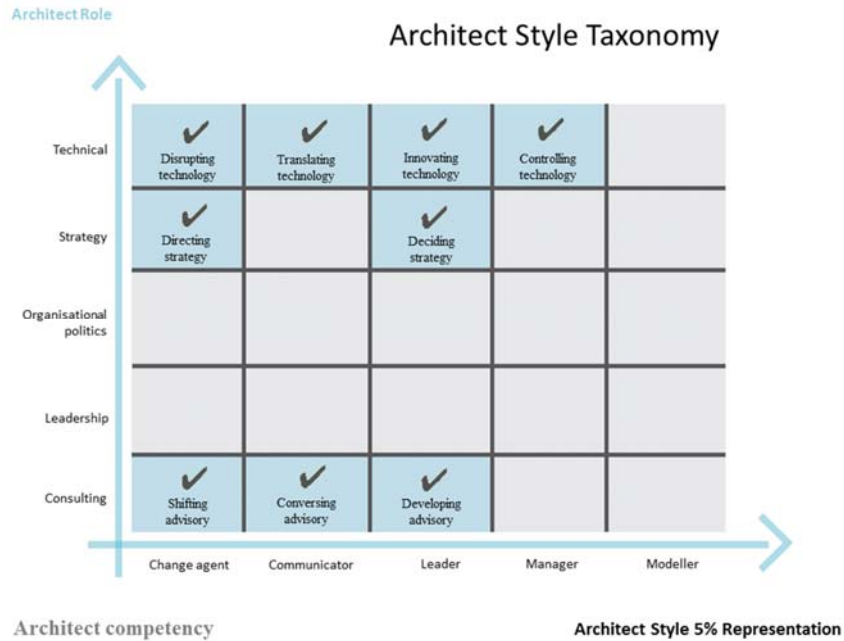 Architect Role
Architect Style Taxonomy
Technical
Disrupting
technology
Translating
technology
Innovating
technology
Controlling
technology
Strategy
Directing
strategy
Deciding
strategy
Organisational
politics
Leadership
Consulting
Shifting
advisory
Conversing
advisory
Developing
advisory
Change agent
Communicator
Leader
Manager
Modeller
Architect competency
Architect Style 5% Representation